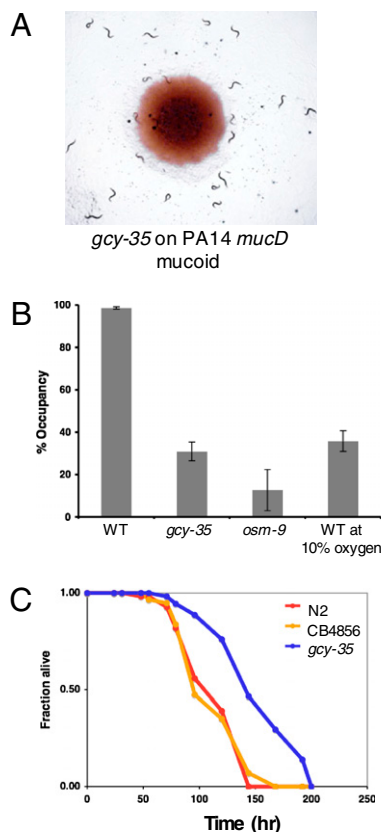 A
gcy-35 on PA14 mucD
mucoid
B
% Occupancy
100
80
60
40
20
0
WT
gcy-35
osm-9
WT at
10% oxygen
C
Fraction alive
1.00
0.50
0.00
N2
CB4856
gcy-35
0
50
100
150
200
250
Time (hr)